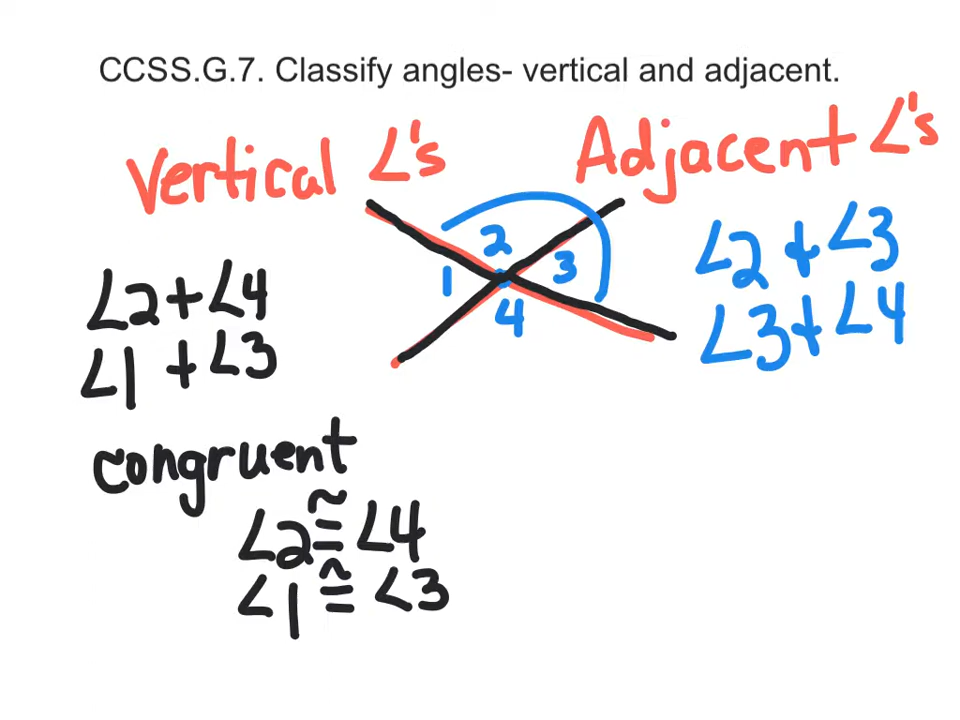 CCSS.G.7. Classify angles- vertical and adjacent.
Vertical ∠'s
Adjacent ∠'s
∠2+∠4
∠1+∠3
2
1
3
4
∠2+∠3
∠3+∠4
congruent
∠2≅∠4
∠1≅∠3